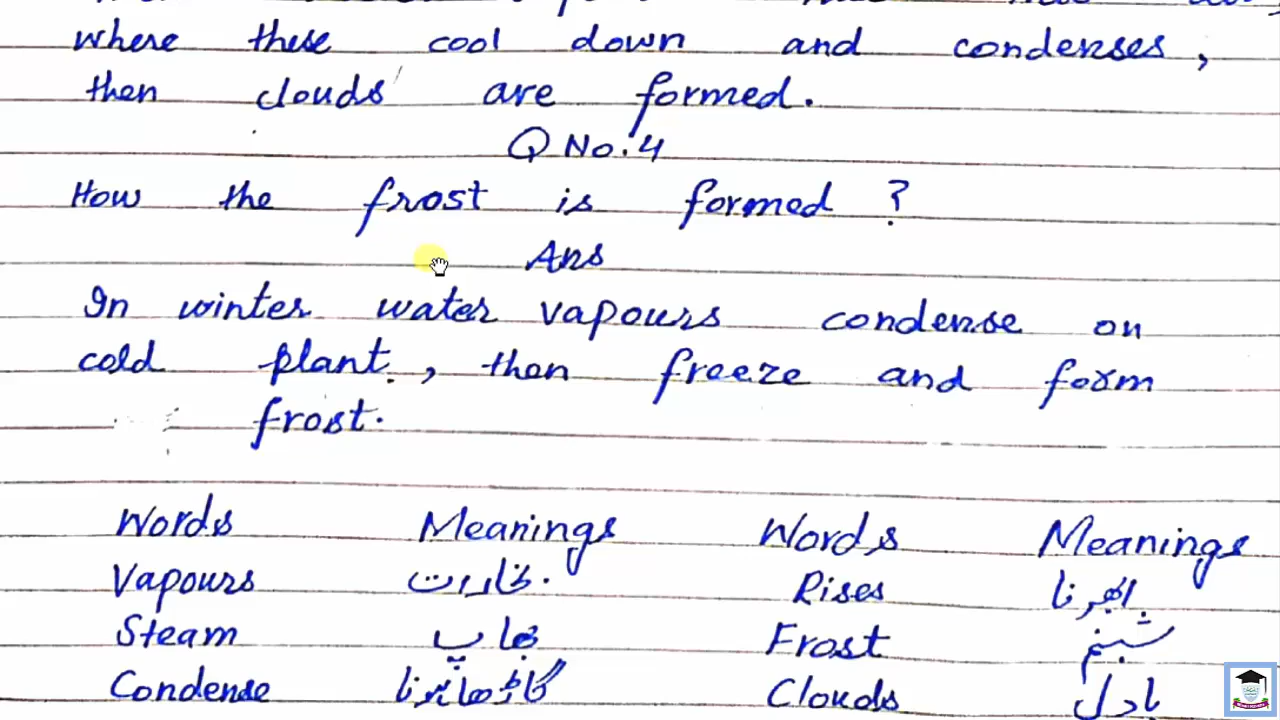 where these cool down and condenses,
then clouds are formed.
Q No. 4
How the frost is formed ?
Ans
In winter water vapours condense on
cold plant, then freeze and form
frost.
Words Meanings Words Meanings
Vapours بخارات Rises ابھرنا
Steam بھاپ Frost شبنم
Condense گاڑھا Clouds بادل